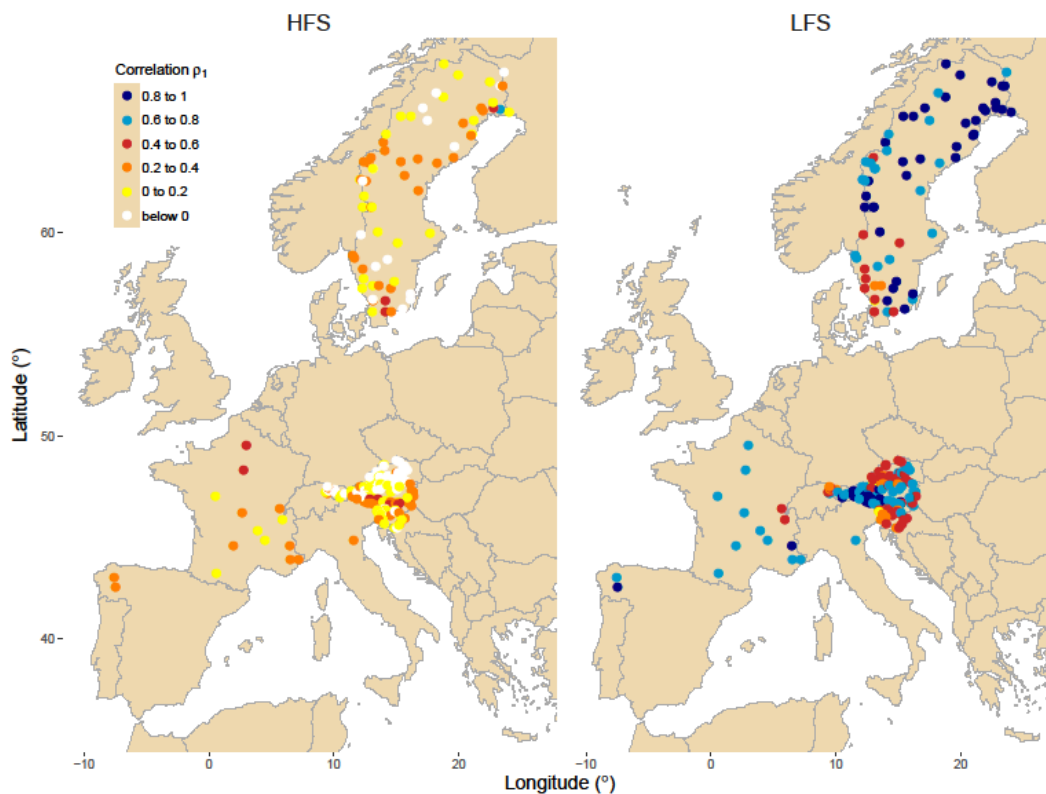 HFS
LFS
Correlation ρ1
0.8 to 1
0.6 to 0.8
0.4 to 0.6
0.2 to 0.4
0 to 0.2
below 0
Latitude (°)
60
50
40
−10
0
10
20
−10
0
10
20
Longitude (°)